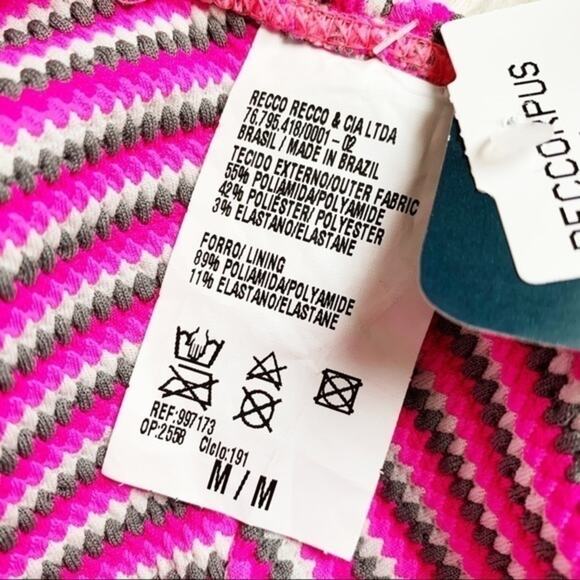 RECCO RECCO & CIA LTDA
76.795.418/0001-02
BRASIL / MADE IN BRAZIL
TECIDO EXTERNO/OUTER FABRIC
55% POLIAMIDA/POLYAMIDE
42% POLIESTER/POLYESTER
3% ELASTANO/ELASTANE
FORRO/ LINING
89% POLIAMIDA/POLYAMIDE
11% ELASTANO/ELASTANE
REF:997173
OP:2558 Ciclo:191
M / M